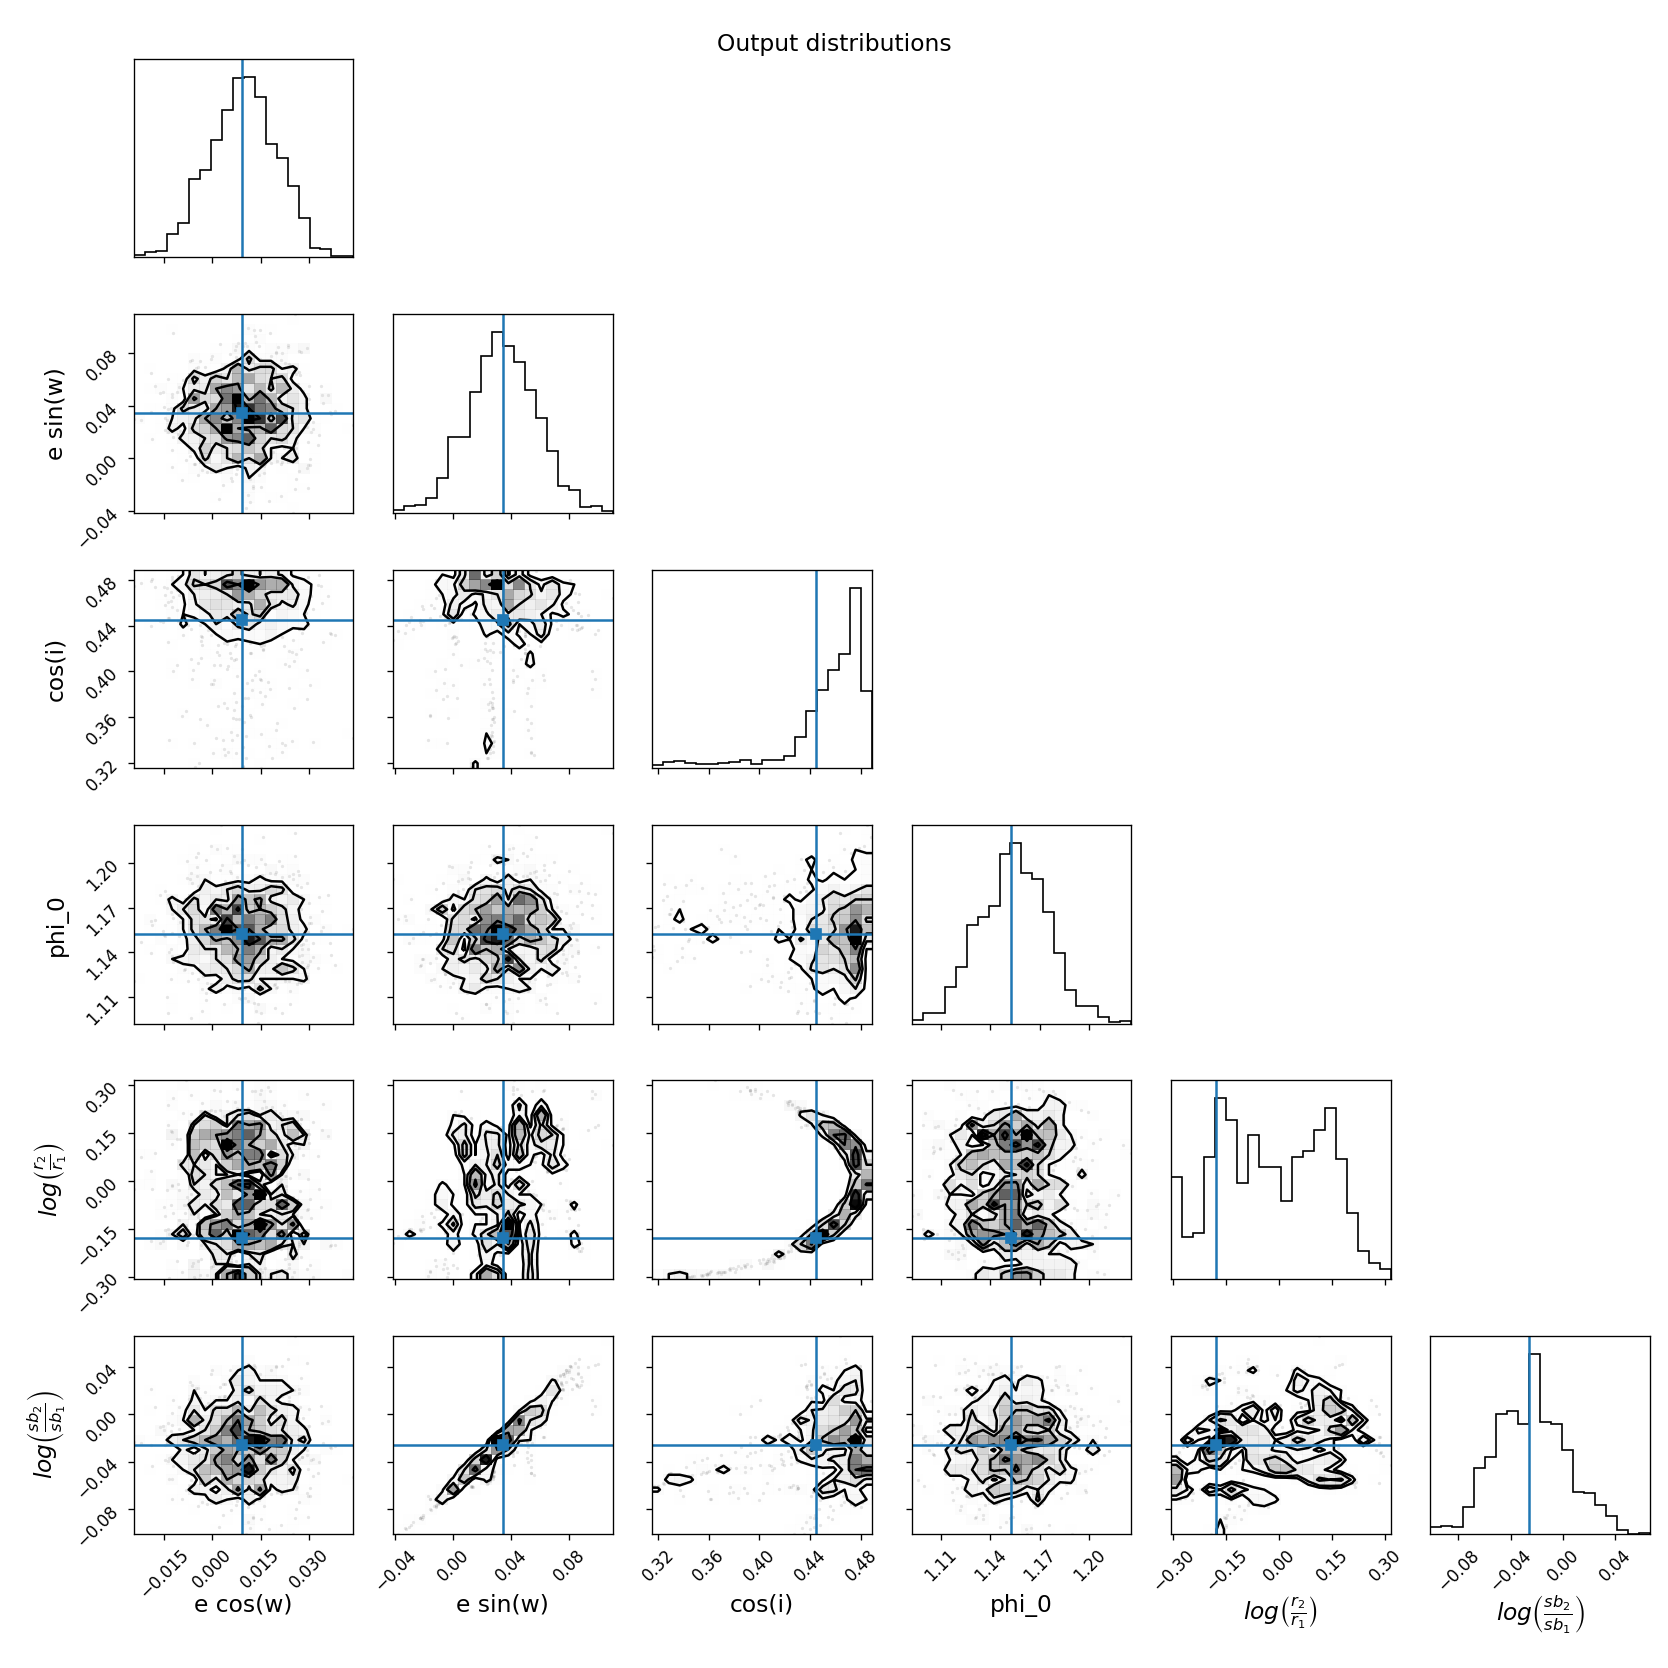 Output distributions
0.08
0.04
0.00
−0.04
e sin(w)
0.48
0.44
0.40
0.36
0.32
cos(i)
1.20
1.17
1.14
1.11
phi_0
0.30
0.15
0.00
−0.15
−0.30
log(r₂/r₁)
0.04
0.00
−0.04
−0.08
log(sb₂/sb₁)
−0.015 0.000 0.015 0.030 −0.04 0.00 0.04 0.08 0.32 0.36 0.40 0.44 0.48 1.11 1.14 1.17 1.20 −0.30 −0.15 0.00 0.15 0.30 −0.08 −0.04 0.00 0.04
e cos(w) e sin(w) cos(i) phi_0 log(r₂/r₁) log(sb₂/sb₁)